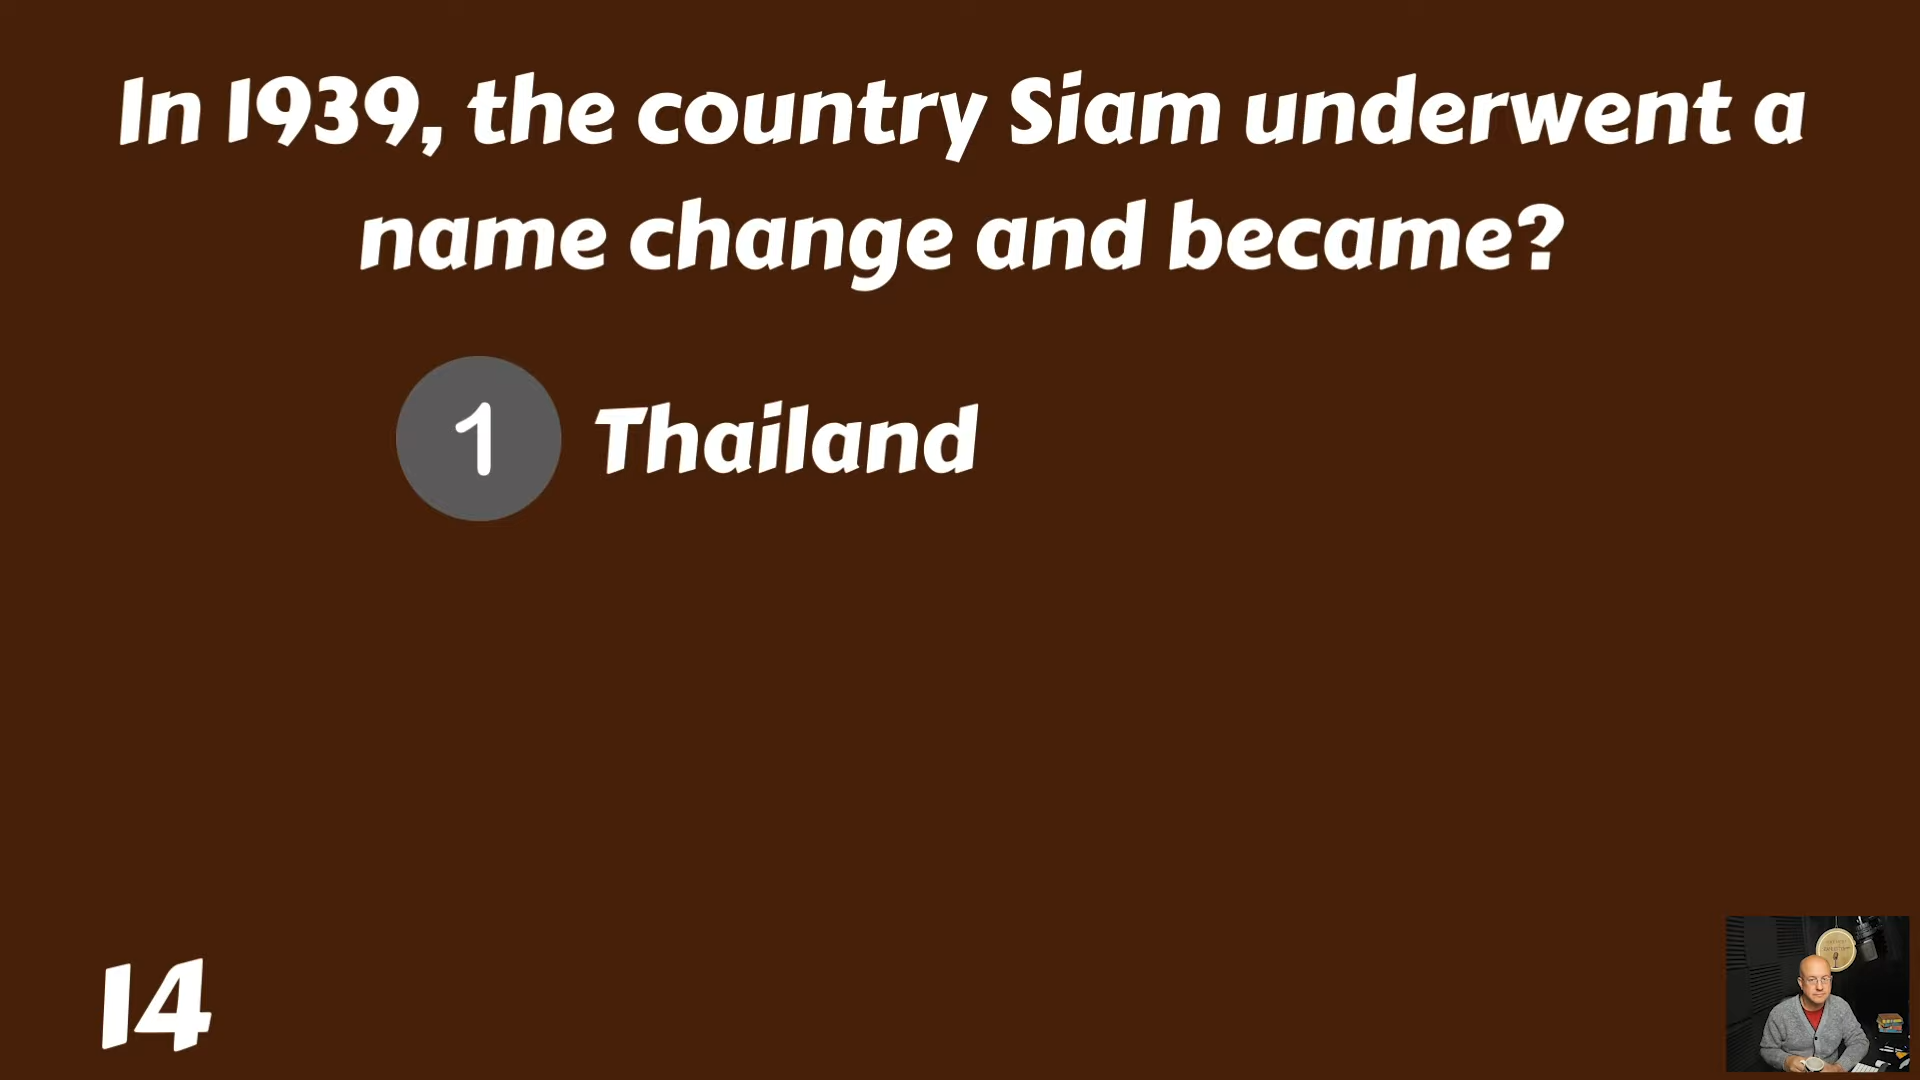 In 1939, the country Siam underwent a
name change and became?
1 Thailand
14